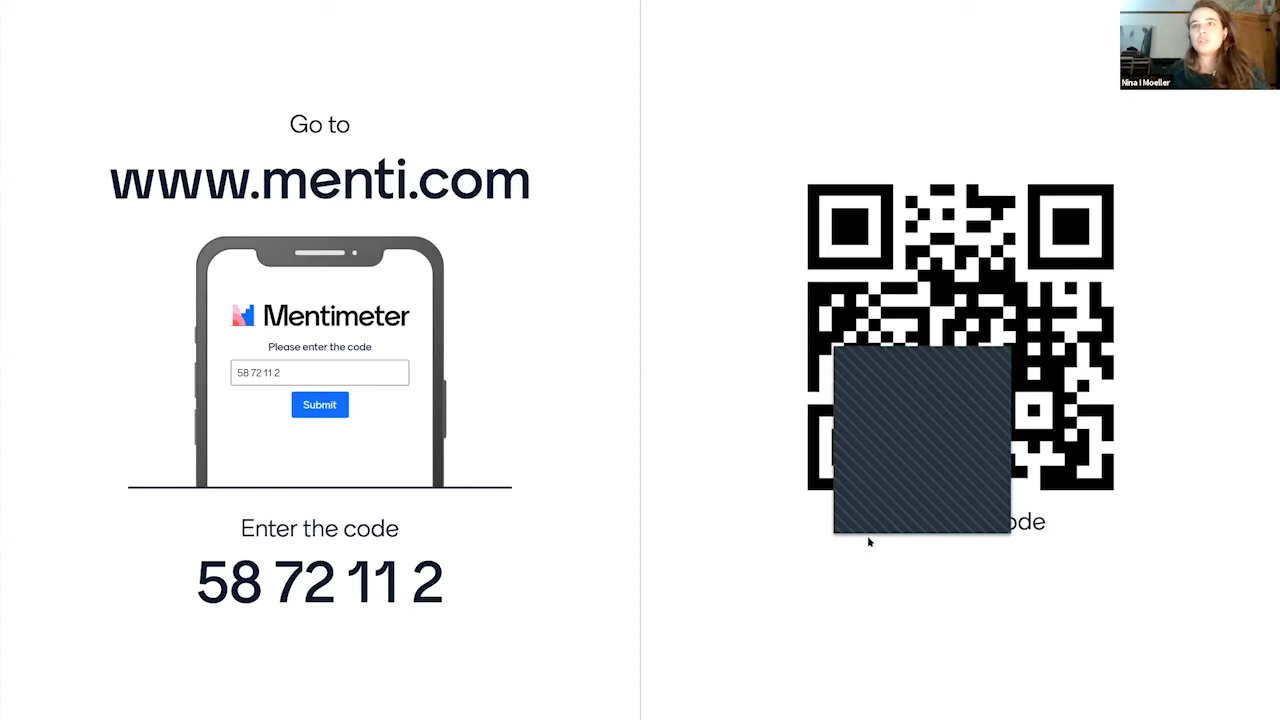 Go to
www.menti.com
Mentimeter
Please enter the code
58 72 11 2
Submit
Enter the code
58 72 11 2
Nina I Moeller